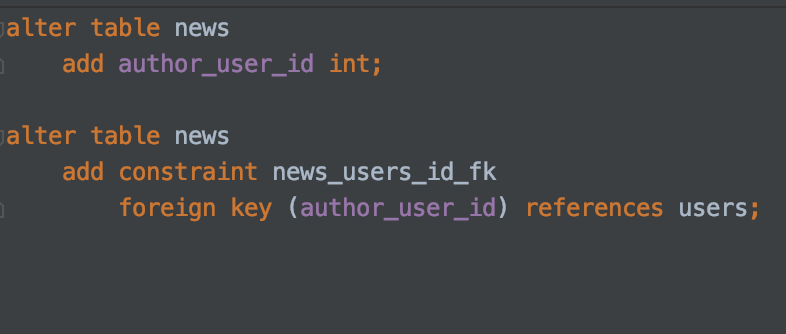 alter table news
    add author_user_id int;
alter table news
    add constraint news_users_id_fk
        foreign key (author_user_id) references users;